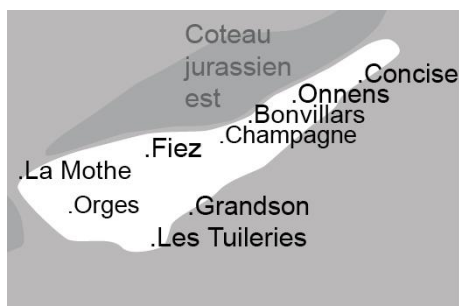 Coteau
jurassien
est
.Concise
.Onnens
.Bonvillars
.Champagne
.Fiez
.La Mothe
.Orges
.Grandson
.Les Tuileries